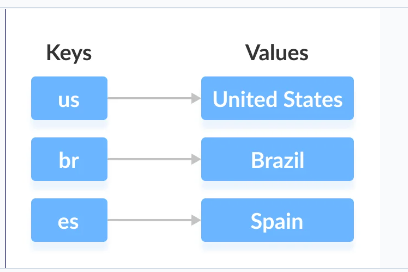 Keys Values
us United States
br Brazil
es Spain